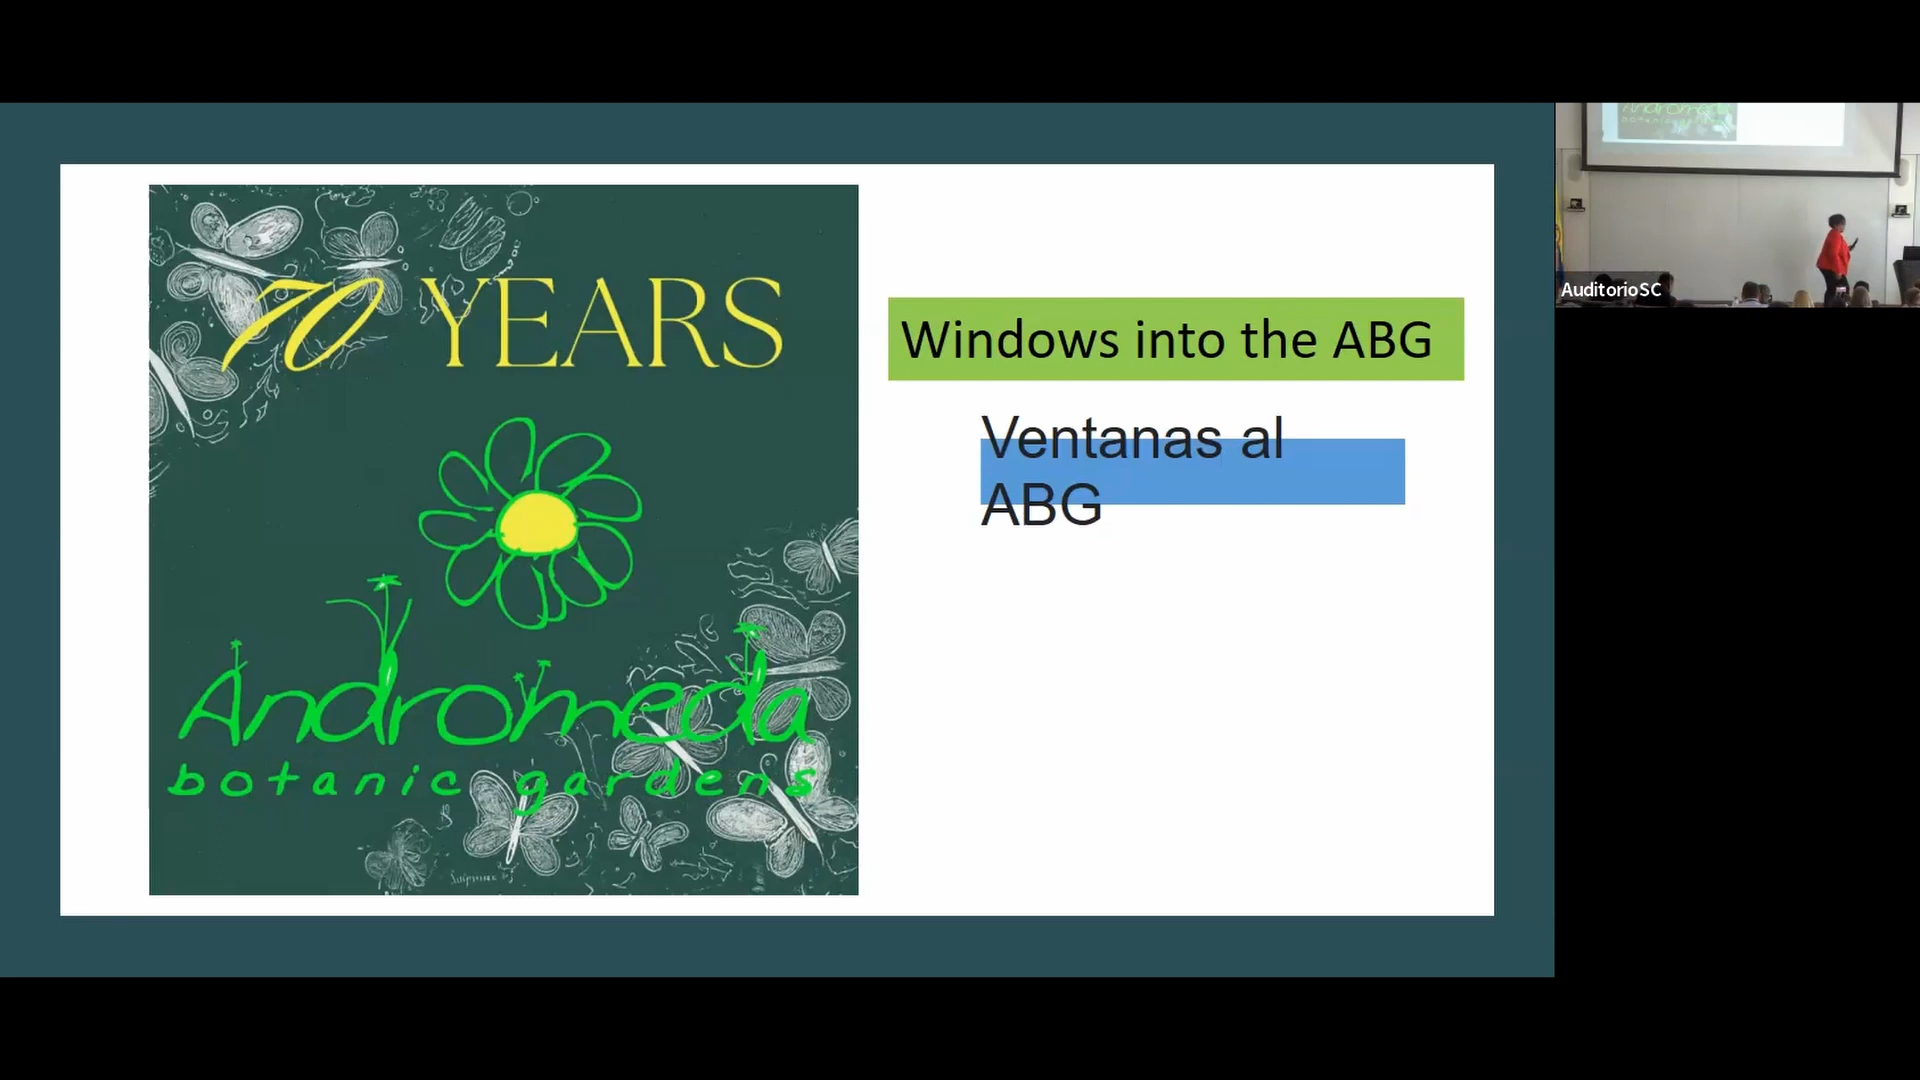 70 YEARS
Andromeda
botanic gardens
Windows into the ABG
Ventanas al
ABG
AuditorioSC